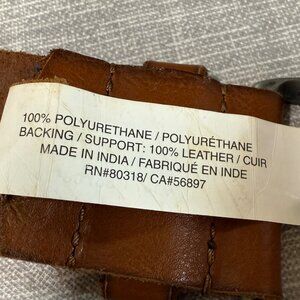 100% POLYURETHANE / POLYURÉTHANE
BACKING / SUPPORT: 100% LEATHER / CUIR
MADE IN INDIA / FABRIQUÉ EN INDE
RN#80318/ CA#56897